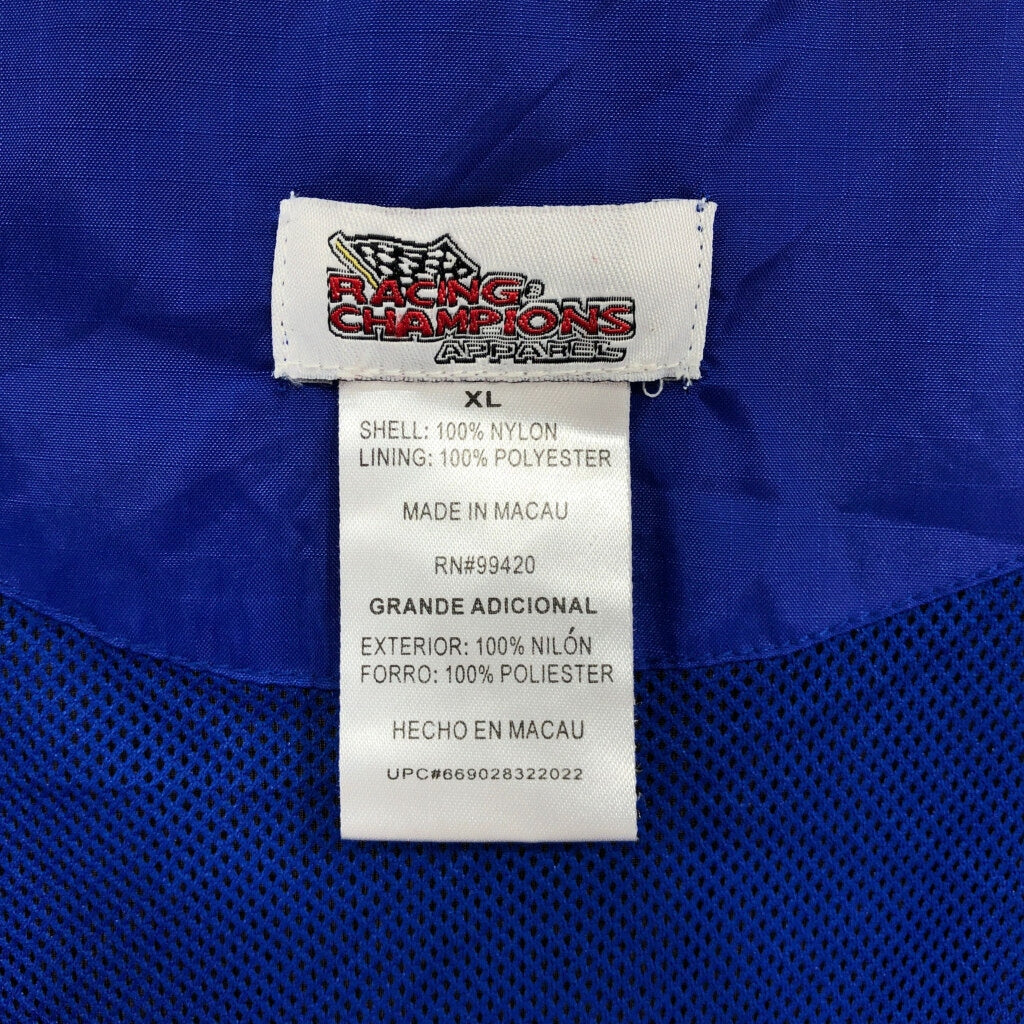 RACING
CHAMPIONS
APPAREL
XL
SHELL: 100% NYLON
LINING: 100% POLYESTER
MADE IN MACAU
RN#99420
GRANDE ADICIONAL
EXTERIOR: 100% NILÓN
FORRO: 100% POLIESTER
HECHO EN MACAU
UPC#669028322022